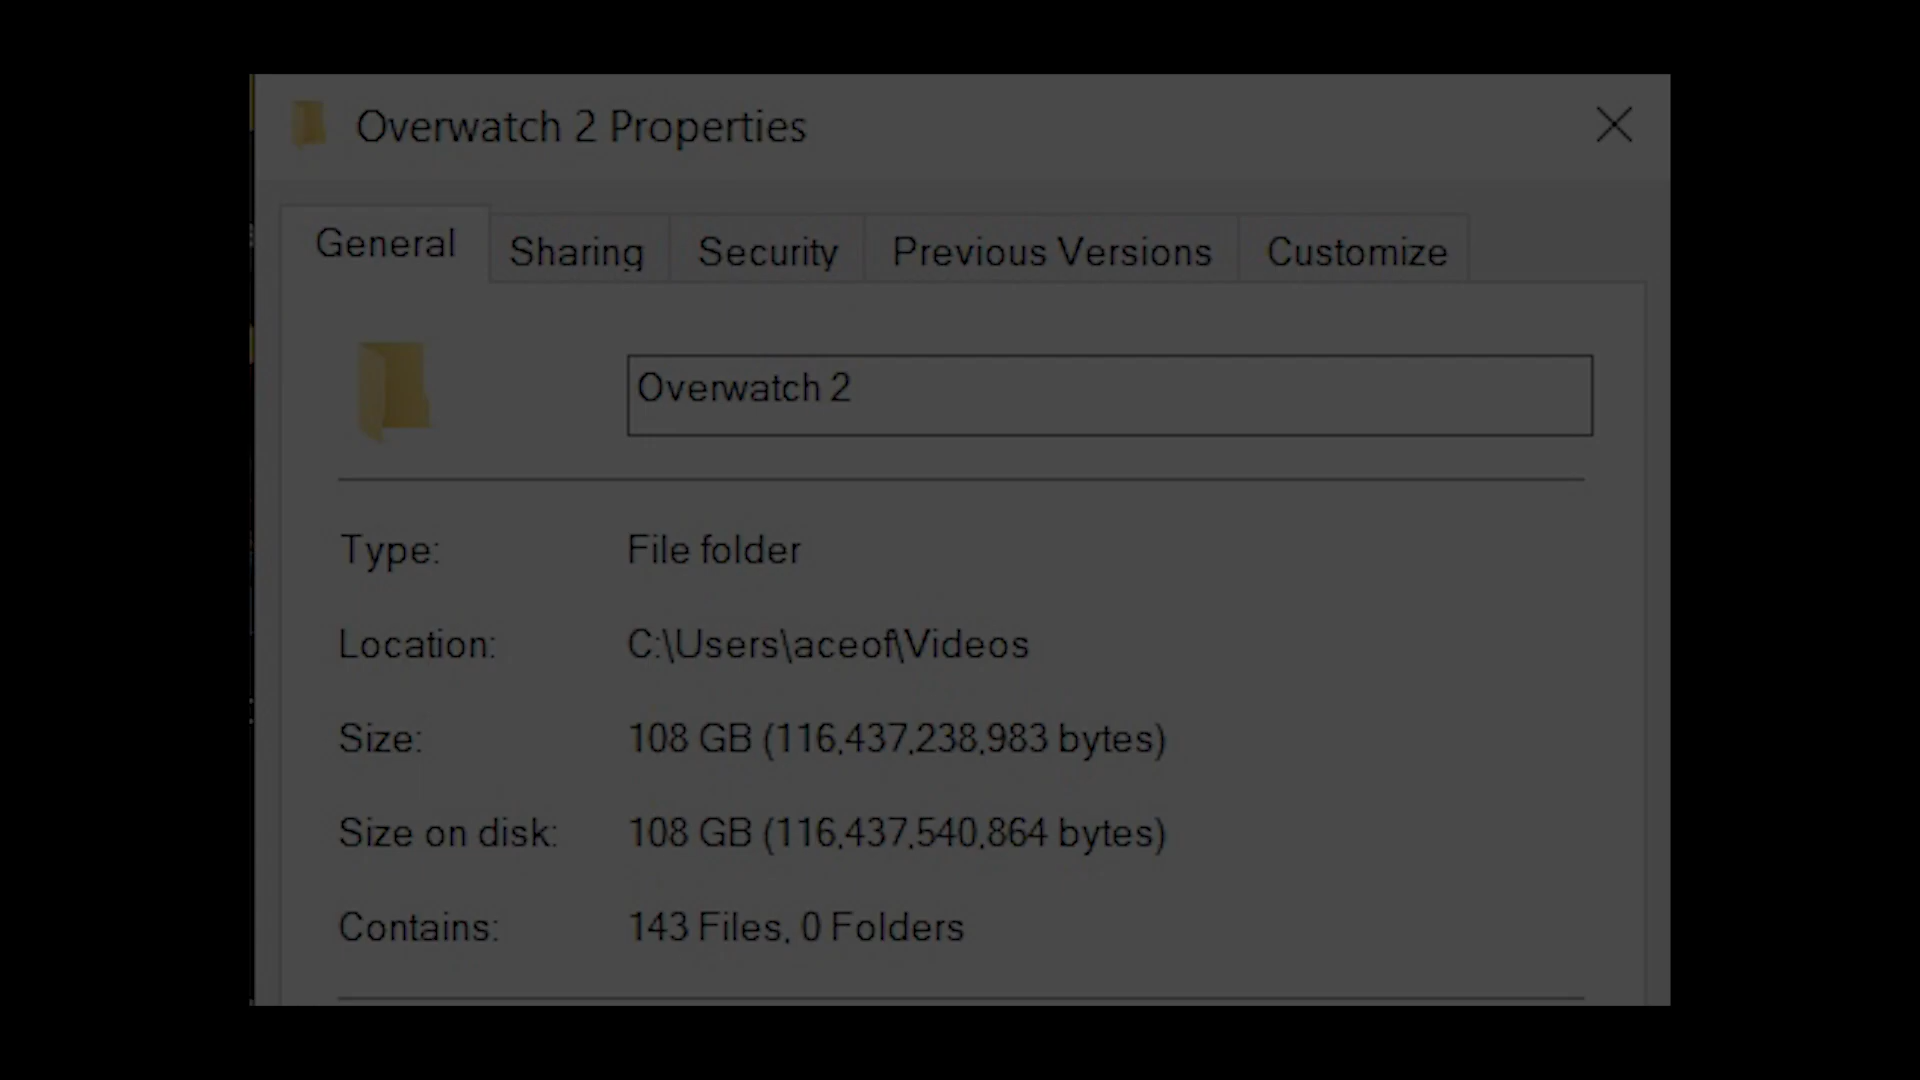 Overwatch 2 Properties
General Sharing Security Previous Versions Customize
Overwatch 2
Type: File folder
Location: C:\Users\aceof\Videos
Size: 108 GB (116,437,238,983 bytes)
Size on disk: 108 GB (116,437,540,864 bytes)
Contains: 143 Files, 0 Folders